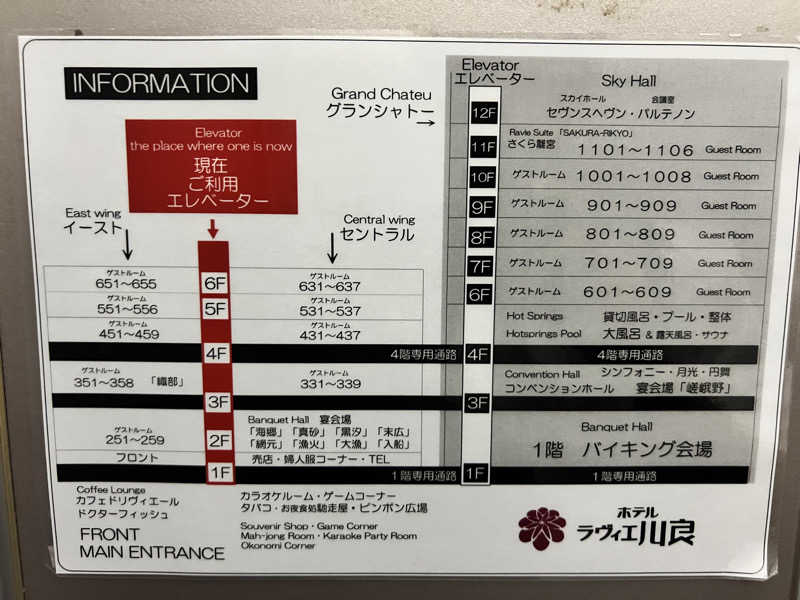 INFORMATION
Elevator
the place where one is now
現在
ご利用
エレベーター
East wing
イースト
Central wing
セントラル
Grand Chateu
グランシャトー
ゲストルーム
651～655
6F
ゲストルーム
631～637
ゲストルーム
551～556
5F
ゲストルーム
531～537
ゲストルーム
451～459
ゲストルーム
431～437
4F
4階専用通路
ゲストルーム
351～358 「織部」
ゲストルーム
331～339
3F
ゲストルーム
251～259
2F
Banquet Hall 宴会場
「海郷」「真砂」「黒汐」「末広」
「網元」「漁火」「大漁」「入船」
フロント
売店・婦人服コーナー・TEL
1F
1階専用通路
Elevator
エレベーター
Sky Hall
スカイホール 会議室
12F セヴンスヘヴン・パルテノン
Ravie Suite 「SAKURA-RIKYO」
11F さくら離宮 1101～1106 Guest Room
10F ゲストルーム 1001～1008 Guest Room
9F ゲストルーム 901～909 Guest Room
8F ゲストルーム 801～809 Guest Room
7F ゲストルーム 701～709 Guest Room
6F ゲストルーム 601～609 Guest Room
Hot Springs 貸切風呂・プール・整体
Hotsprings Pool 大風呂 & 露天風呂・サウナ
4F 4階専用通路
Convention Hall シンフォニー・月光・円舞
コンベンションホール 宴会場「嵯峨野」
3F
Banquet Hall
1階 バイキング会場
1F 1階専用通路
Coffee Lounge
カフェドリヴィエール
ドクターフィッシュ
FRONT
MAIN ENTRANCE
カラオケルーム・ゲームコーナー
タバコ・お夜食処馳走屋・ピンポン広場
Souvenir Shop・Game Corner
Mah-jong Room・Karaoke Party Room
Okonomi Corner
ホテル
ラヴィエ川良